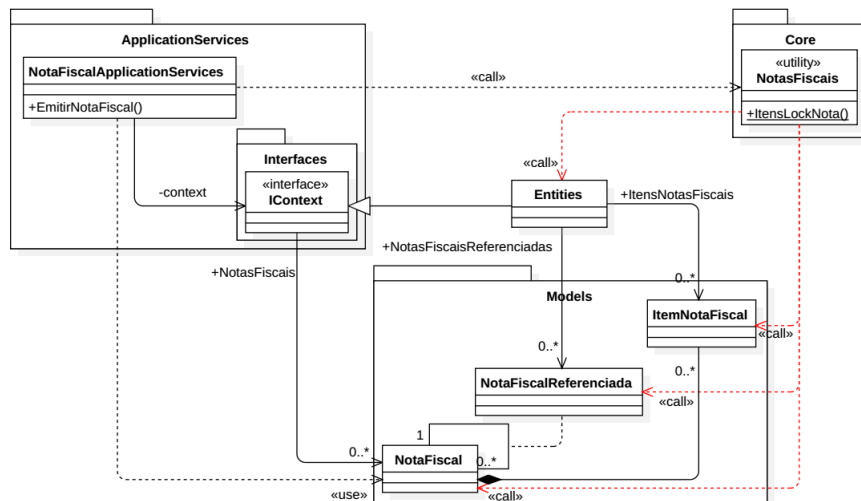 ApplicationServices
Core
NotaFiscalApplicationServices
+EmitirNotaFiscal()
«call»
«utility»
NotasFiscais
+ItensLockNota()
Interfaces
«interface»
IContext
-context
«call»
Entities
+ItensNotasFiscais
+NotasFiscaisReferenciadas
+NotasFiscais
0..*
Models
ItemNotaFiscal
«call»
0..*
0..*
NotaFiscalReferenciada
«call»
1
0..*
NotaFiscal
0..*
«use»
«call»